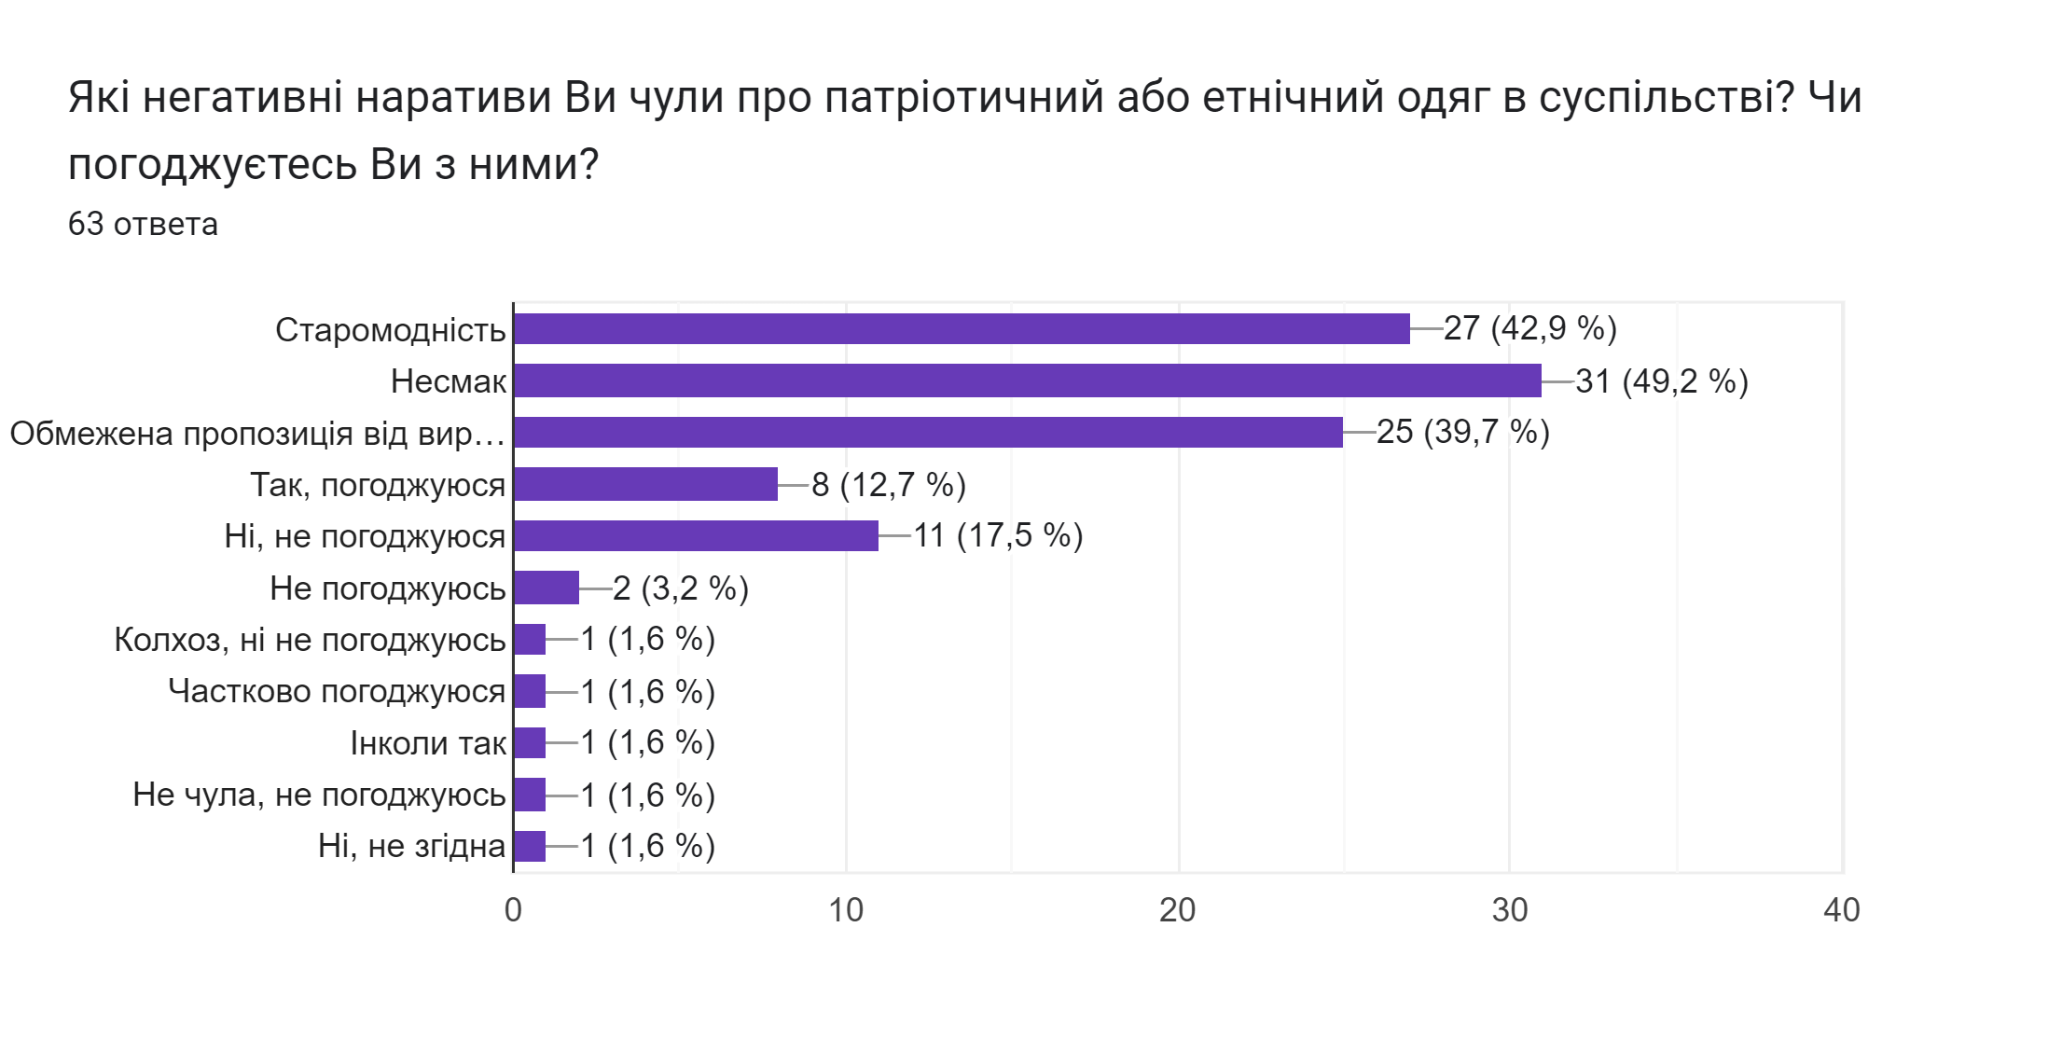 Які негативні наративи Ви чули про патріотичний або етнічний одяг в суспільстві? Чи
погоджуєтесь Ви з ними?
63 ответа
Старомодність 27 (42,9 %)
Несмак 31 (49,2 %)
Обмежена пропозиція від вир… 25 (39,7 %)
Так, погоджуюся 8 (12,7 %)
Ні, не погоджуюся 11 (17,5 %)
Не погоджуюсь 2 (3,2 %)
Колхоз, ні не погоджуюсь 1 (1,6 %)
Частково погоджуюся 1 (1,6 %)
Інколи так 1 (1,6 %)
Не чула, не погоджуюсь 1 (1,6 %)
Ні, не згідна 1 (1,6 %)
0 10 20 30 40